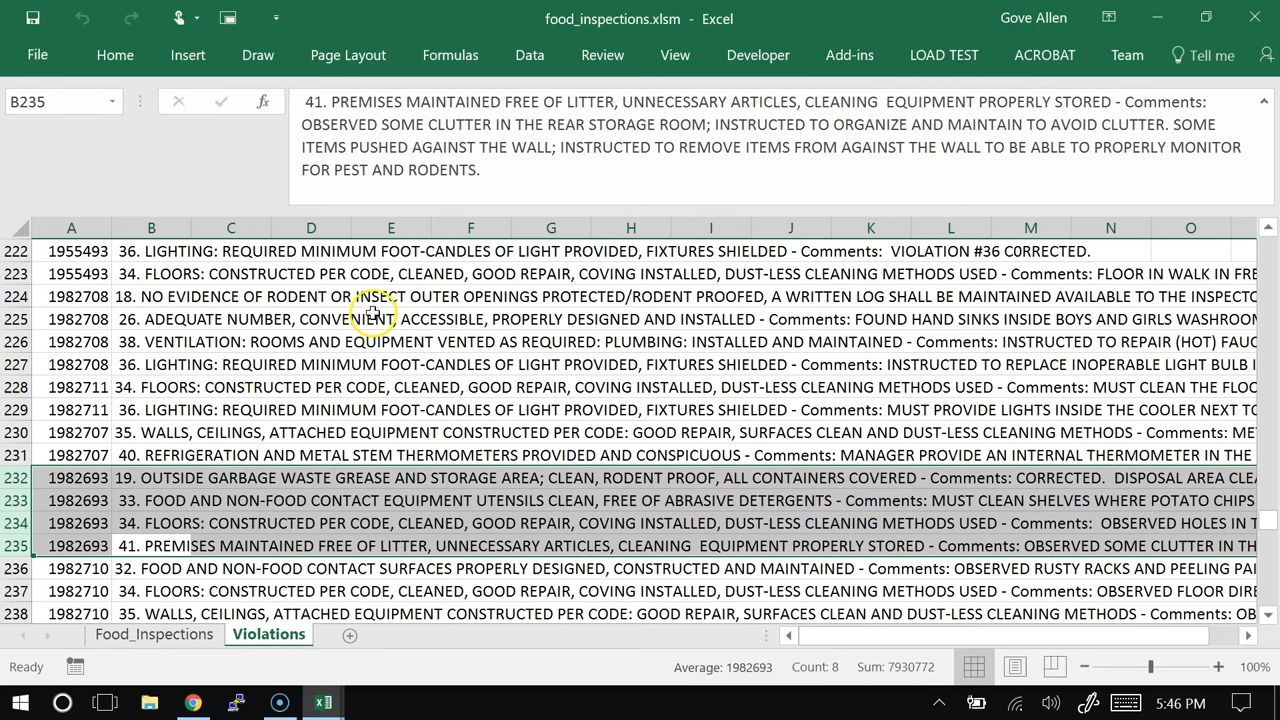 food_inspections.xlsm - Excel
Gove Allen
File Home Insert Draw Page Layout Formulas Data Review View Developer Add-ins LOAD TEST ACROBAT Team Tell me
B235
fx
41. PREMISES MAINTAINED FREE OF LITTER, UNNECESSARY ARTICLES, CLEANING EQUIPMENT PROPERLY STORED - Comments:
OBSERVED SOME CLUTTER IN THE REAR STORAGE ROOM; INSTRUCTED TO ORGANIZE AND MAINTAIN TO AVOID CLUTTER. SOME
ITEMS PUSHED AGAINST THE WALL; INSTRUCTED TO REMOVE ITEMS FROM AGAINST THE WALL TO BE ABLE TO PROPERLY MONITOR
FOR PEST AND RODENTS.
A B C D E F G H I J K L M N O
222 1955493 36. LIGHTING: REQUIRED MINIMUM FOOT-CANDLES OF LIGHT PROVIDED, FIXTURES SHIELDED - Comments: VIOLATION #36 C0RRECTED.
223 1955493 34. FLOORS: CONSTRUCTED PER CODE, CLEANED, GOOD REPAIR, COVING INSTALLED, DUST-LESS CLEANING METHODS USED - Comments: FLOOR IN WALK IN FRE
224 1982708 18. NO EVIDENCE OF RODENT OR INSECT OUTER OPENINGS PROTECTED/RODENT PROOFED, A WRITTEN LOG SHALL BE MAINTAINED AVAILABLE TO THE INSPECTO
225 1982708 26. ADEQUATE NUMBER, CONVENIENT, ACCESSIBLE, PROPERLY DESIGNED AND INSTALLED - Comments: FOUND HAND SINKS INSIDE BOYS AND GIRLS WASHROOM
226 1982708 38. VENTILATION: ROOMS AND EQUIPMENT VENTED AS REQUIRED: PLUMBING: INSTALLED AND MAINTAINED - Comments: INSTRUCTED TO REPAIR (HOT) FAUC
227 1982708 36. LIGHTING: REQUIRED MINIMUM FOOT-CANDLES OF LIGHT PROVIDED, FIXTURES SHIELDED - Comments: INSTRUCTED TO REPLACE INOPERABLE LIGHT BULB I
228 1982711 34. FLOORS: CONSTRUCTED PER CODE, CLEANED, GOOD REPAIR, COVING INSTALLED, DUST-LESS CLEANING METHODS USED - Comments: MUST CLEAN THE FLOO
229 1982711 36. LIGHTING: REQUIRED MINIMUM FOOT-CANDLES OF LIGHT PROVIDED, FIXTURES SHIELDED - Comments: MUST PROVIDE LIGHTS INSIDE THE COOLER NEXT TO
230 1982707 35. WALLS, CEILINGS, ATTACHED EQUIPMENT CONSTRUCTED PER CODE: GOOD REPAIR, SURFACES CLEAN AND DUST-LESS CLEANING METHODS - Comments: MET
231 1982707 40. REFRIGERATION AND METAL STEM THERMOMETERS PROVIDED AND CONSPICUOUS - Comments: MANAGER PROVIDE AN INTERNAL THERMOMETER IN THE
232 1982693 19. OUTSIDE GARBAGE WASTE GREASE AND STORAGE AREA; CLEAN, RODENT PROOF, ALL CONTAINERS COVERED - Comments: CORRECTED. DISPOSAL AREA CLEA
233 1982693 33. FOOD AND NON-FOOD CONTACT EQUIPMENT UTENSILS CLEAN, FREE OF ABRASIVE DETERGENTS - Comments: MUST CLEAN SHELVES WHERE POTATO CHIPS
234 1982693 34. FLOORS: CONSTRUCTED PER CODE, CLEANED, GOOD REPAIR, COVING INSTALLED, DUST-LESS CLEANING METHODS USED - Comments: OBSERVED HOLES IN T
235 1982693 41. PREMISES MAINTAINED FREE OF LITTER, UNNECESSARY ARTICLES, CLEANING EQUIPMENT PROPERLY STORED - Comments: OBSERVED SOME CLUTTER IN TH
236 1982710 32. FOOD AND NON-FOOD CONTACT SURFACES PROPERLY DESIGNED, CONSTRUCTED AND MAINTAINED - Comments: OBSERVED RUSTY RACKS AND PEELING PAI
237 1982710 34. FLOORS: CONSTRUCTED PER CODE, CLEANED, GOOD REPAIR, COVING INSTALLED, DUST-LESS CLEANING METHODS USED - Comments: OBSERVED FLOOR DIRE
238 1982710 35. WALLS, CEILINGS, ATTACHED EQUIPMENT CONSTRUCTED PER CODE: GOOD REPAIR, SURFACES CLEAN AND DUST-LESS CLEANING METHODS - Comments: OB
Food_Inspections Violations
Ready Average: 1982693 Count: 8 Sum: 7930772 100%
5:46 PM